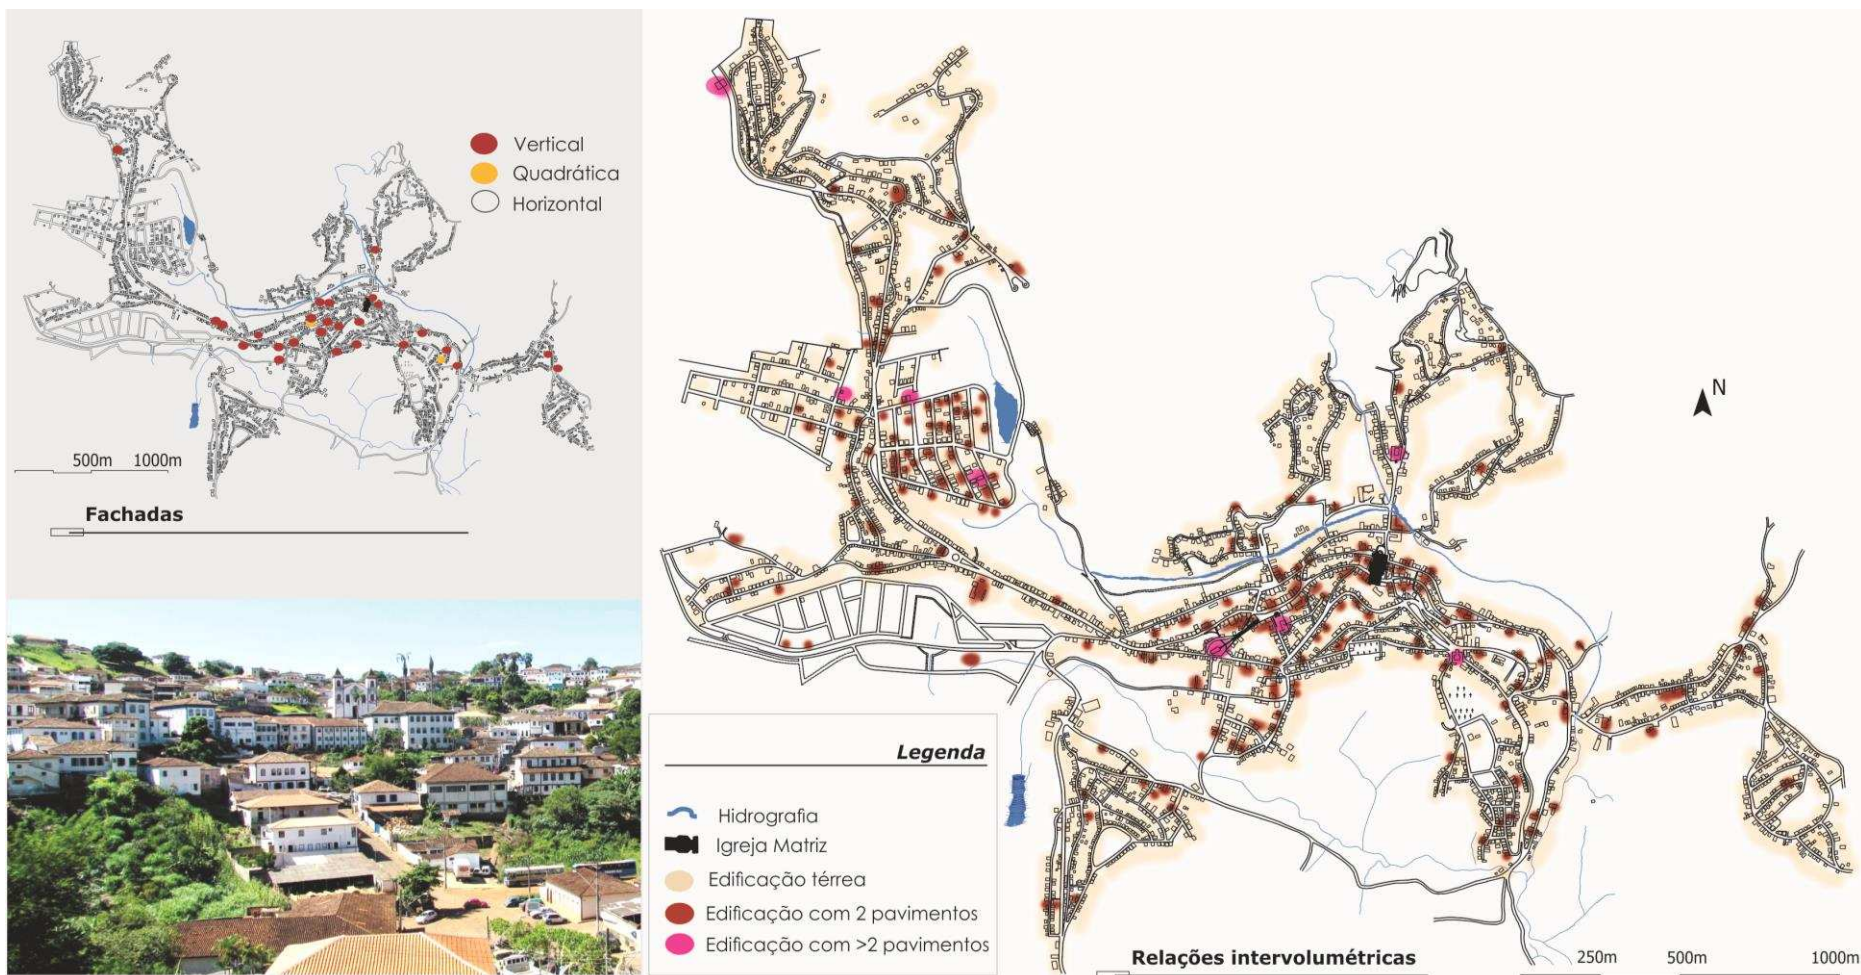 Vertical
Quadrática
Horizontal
500m 1000m
Fachadas
N
Legenda
Hidrografia
Igreja Matriz
Edificação térrea
Edificação com 2 pavimentos
Edificação com >2 pavimentos
Relações intervolumétricas
250m 500m 1000m